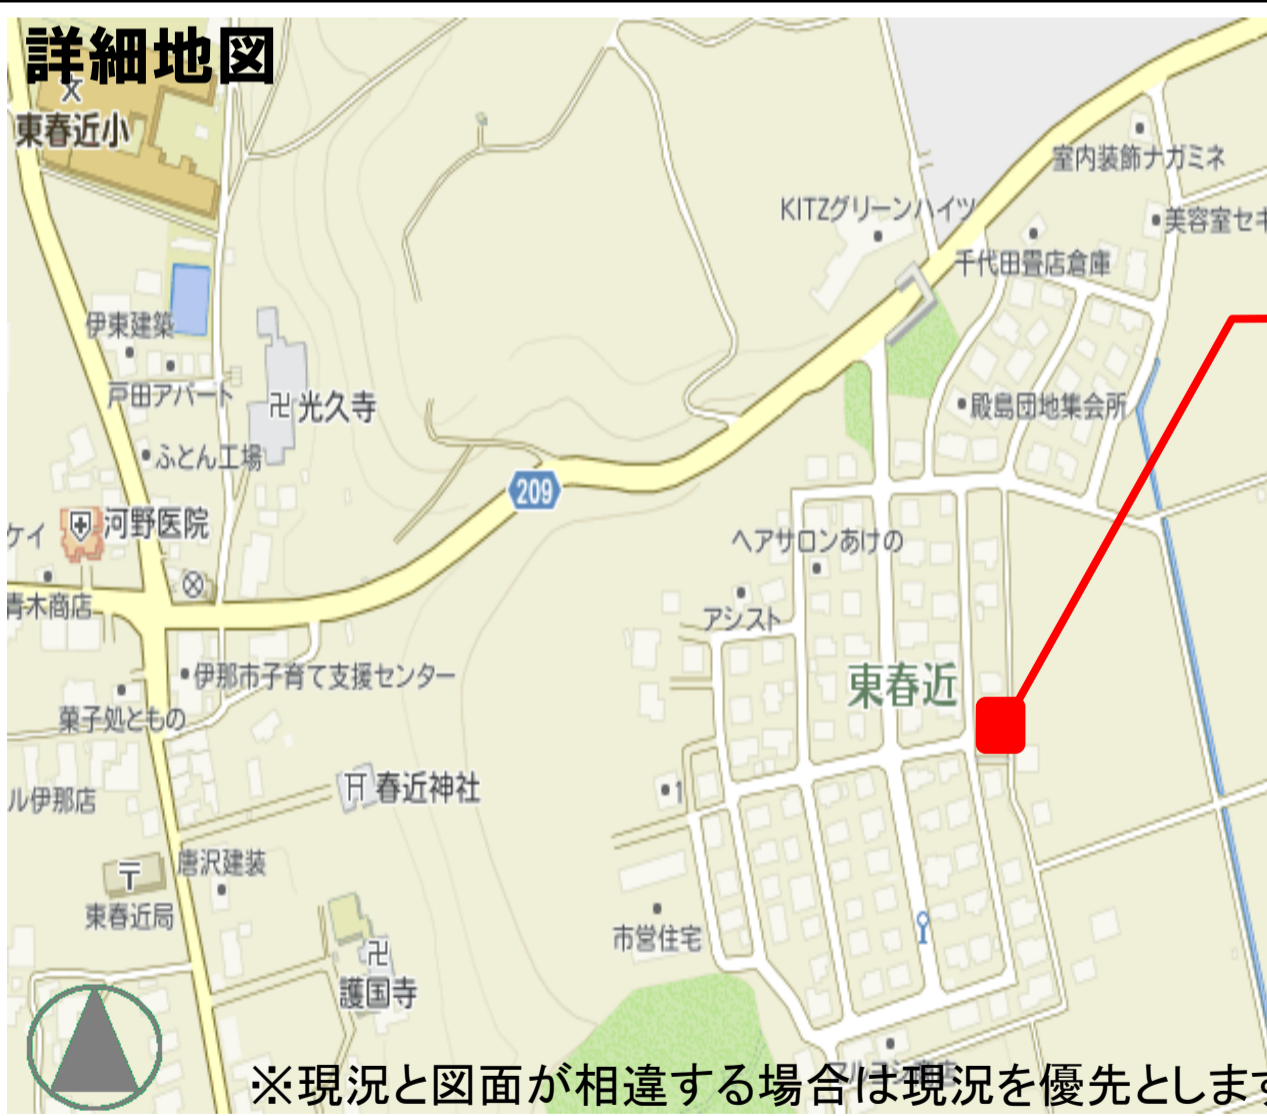 詳細地図
東春近小
室内装飾ナガミネ
KITZグリーンハイツ
美容室セキ
千代田畳店倉庫
伊東建築
戸田アパート
光久寺
殿島団地集会所
ふとん工場
209
ケイ
河野医院
ヘアサロンあけの
青木商店
アシスト
伊那市子育て支援センター
東春近
菓子処ともの
春近神社
1
ル伊那店
唐沢建装
東春近局
市営住宅
護国寺
※現況と図面が相違する場合は現況を優先とします